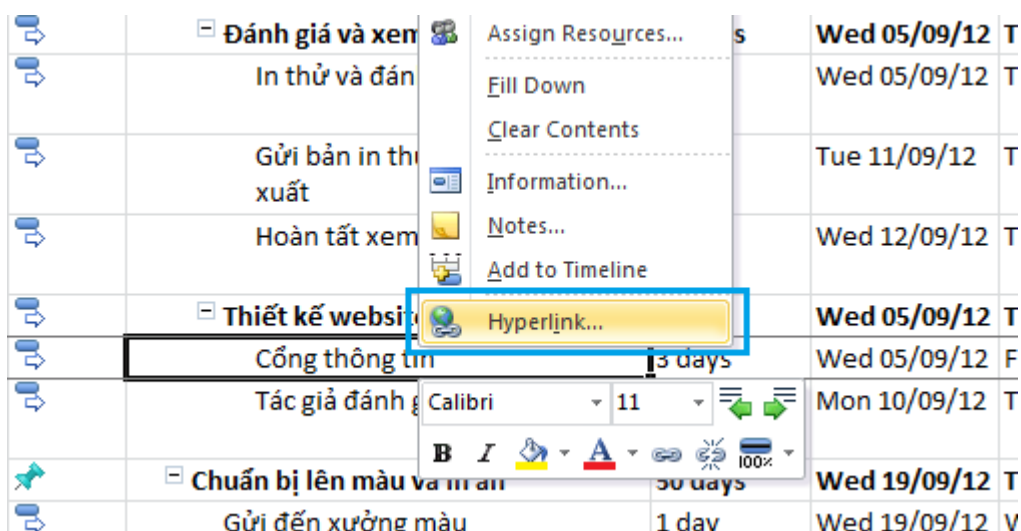 Đánh giá và xem
s Wed 05/09/12 T
Assign Resources...
In thử và đán
Wed 05/09/12 T
Fill Down
Clear Contents
Gửi bản in thử
xuất
Tue 11/09/12 T
Information...
Notes...
Hoàn tất xem
Wed 12/09/12 T
Add to Timeline
Thiết kế website
Wed 05/09/12 T
Hyperlink...
Cổng thông tin 3 days Wed 05/09/12 F
Tác giả đánh g
Mon 10/09/12 T
Calibri 11
B I A 100%
Chuẩn bị lên màu và in ấn 50 days Wed 19/09/12 T
Gửi đến xưởng màu 1 day Wed 19/09/12 W